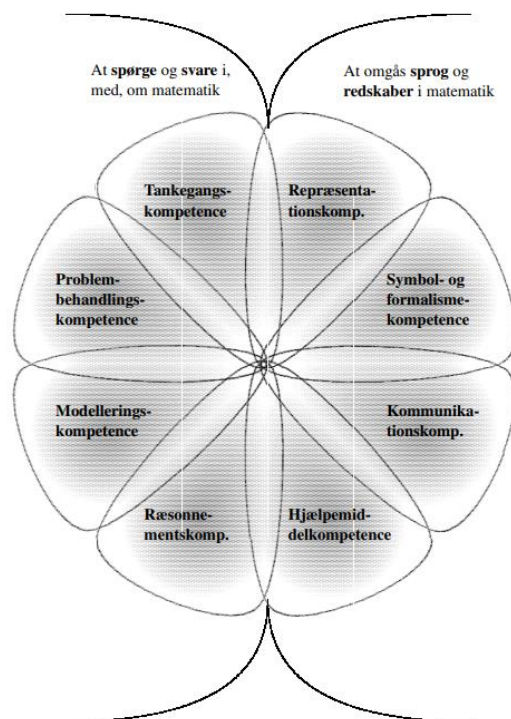 At spørge og svare i,
med, om matematik
At omgås sprog og
redskaber i matematik
Tankegangs-
kompetence
Repræsenta-
tionskomp.
Problem-
behandlings-
kompetence
Symbol- og
formalisme-
kompetence
Modellerings-
kompetence
Kommunika-
tionskomp.
Ræsonne-
mentskomp.
Hjælpemid-
delkompetence